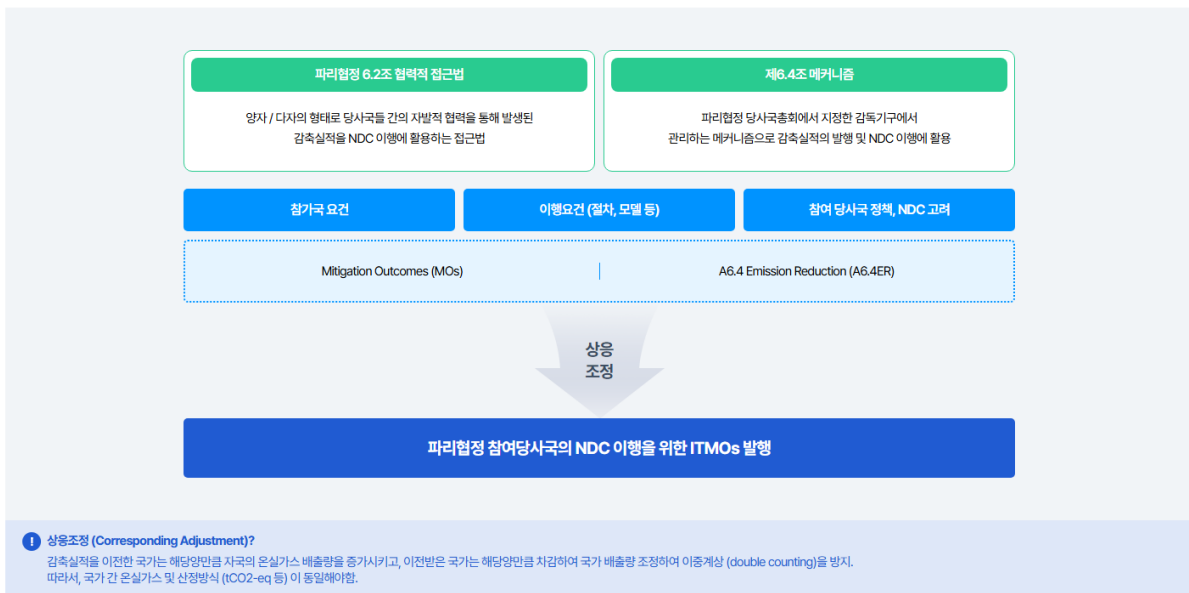 파리협정 6.2조 협력적 접근법
양자 / 다자의 형태로 당사국들 간의 자발적 협력을 통해 발생된
감축실적을 NDC 이행에 활용하는 접근법
제6.4조 메커니즘
파리협정 당사국총회에서 지정한 감독기구에서
관리하는 메커니즘으로 감축실적의 발행 및 NDC 이행에 활용
참가국 요건
이행요건 (절차, 모델 등)
참여 당사국 정책, NDC 고려
Mitigation Outcomes (MOs)
A6.4 Emission Reduction (A6.4ER)
상응
조정
파리협정 참여당사국의 NDC 이행을 위한 ITMOs 발행
! 상응조정 (Corresponding Adjustment)?
감축실적을 이전한 국가는 해당양만큼 자국의 온실가스 배출량을 증가시키고, 이전받은 국가는 해당양만큼 차감하여 국가 배출량 조정하여 이중계상 (double counting)을 방지.
따라서, 국가 간 온실가스 및 산정방식 (tCO2-eq 등) 이 동일해야함.